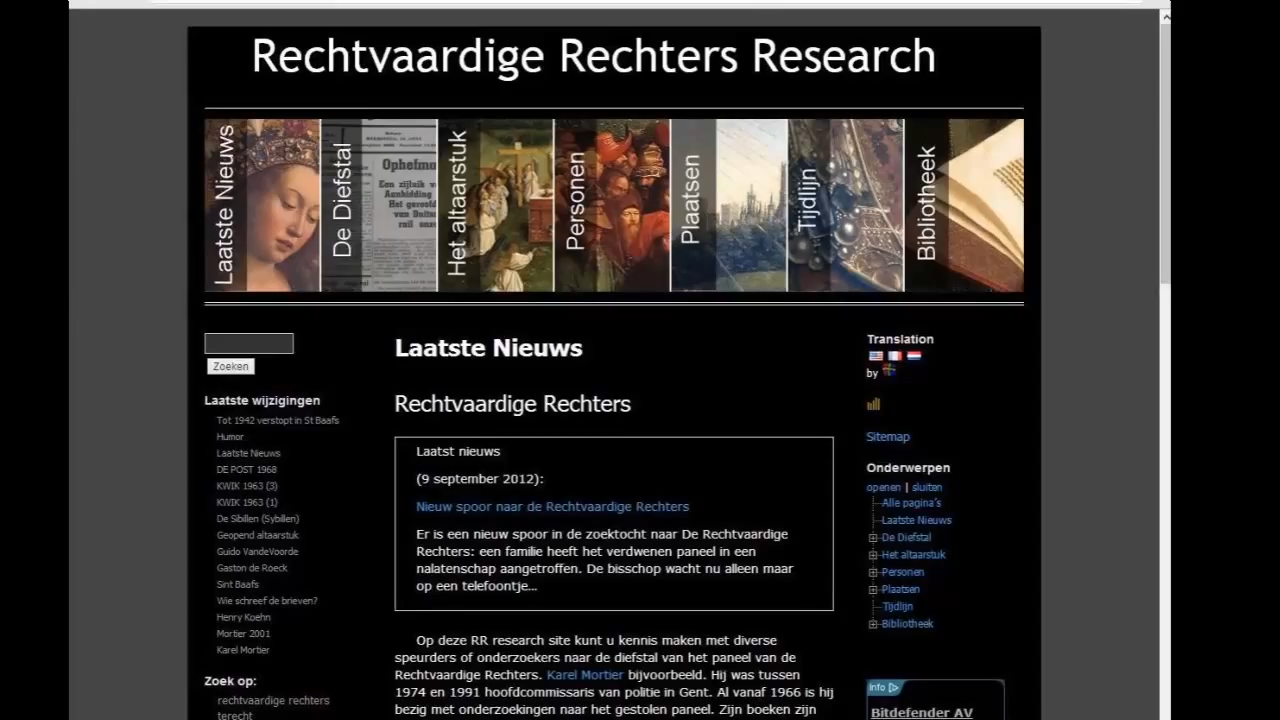 Rechtvaardige Rechters Research
Laatste Nieuws
De Diefstal
Het altaarstuk
Personen
Plaatsen
Tijdlijn
Bibliotheek
Ophelma
Een zijluik w
Aanbidding
Het geroofd
van Duits
Zoeken
Laatste wijzigingen
Tot 1942 verstopt in St Baafs
Humor
Laatste Nieuws
DE POST 1968
KWIK 1963 (3)
KWIK 1963 (1)
De Sibillen (Sybillen)
Geopend altaarstuk
Guido VandeVoorde
Gaston de Roeck
Sint Baafs
Wie schreef de brieven?
Henry Koehn
Mortier 2001
Karel Mortier
Zoek op:
rechtvaardige rechters
terecht
Laatste Nieuws
Rechtvaardige Rechters
Laatst nieuws
(9 september 2012):
Nieuw spoor naar de Rechtvaardige Rechters
Er is een nieuw spoor in de zoektocht naar De Rechtvaardige
Rechters: een familie heeft het verdwenen paneel in een
nalatenschap aangetroffen. De bisschop wacht nu alleen maar
op een telefoontje...
Op deze RR research site kunt u kennis maken met diverse
speurders of onderzoekers naar de diefstal van het paneel van de
Rechtvaardige Rechters. Karel Mortier bijvoorbeeld. Hij was tussen
1974 en 1991 hoofdcommissaris van politie in Gent. Al vanaf 1966 is hij
bezig met onderzoekingen naar het gestolen paneel. Zijn boeken zijn
Translation
by
Sitemap
Onderwerpen
openen | sluiten
Alle pagina's
Laatste Nieuws
De Diefstal
Het altaarstuk
Personen
Plaatsen
Tijdlijn
Bibliotheek
Info
Bitdefender AV